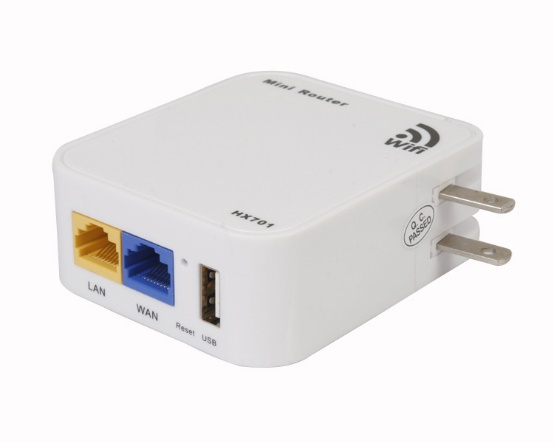 Mini Router
Wifi
HX701
Q.C.
PASSED
LAN
WAN
Reset
USB